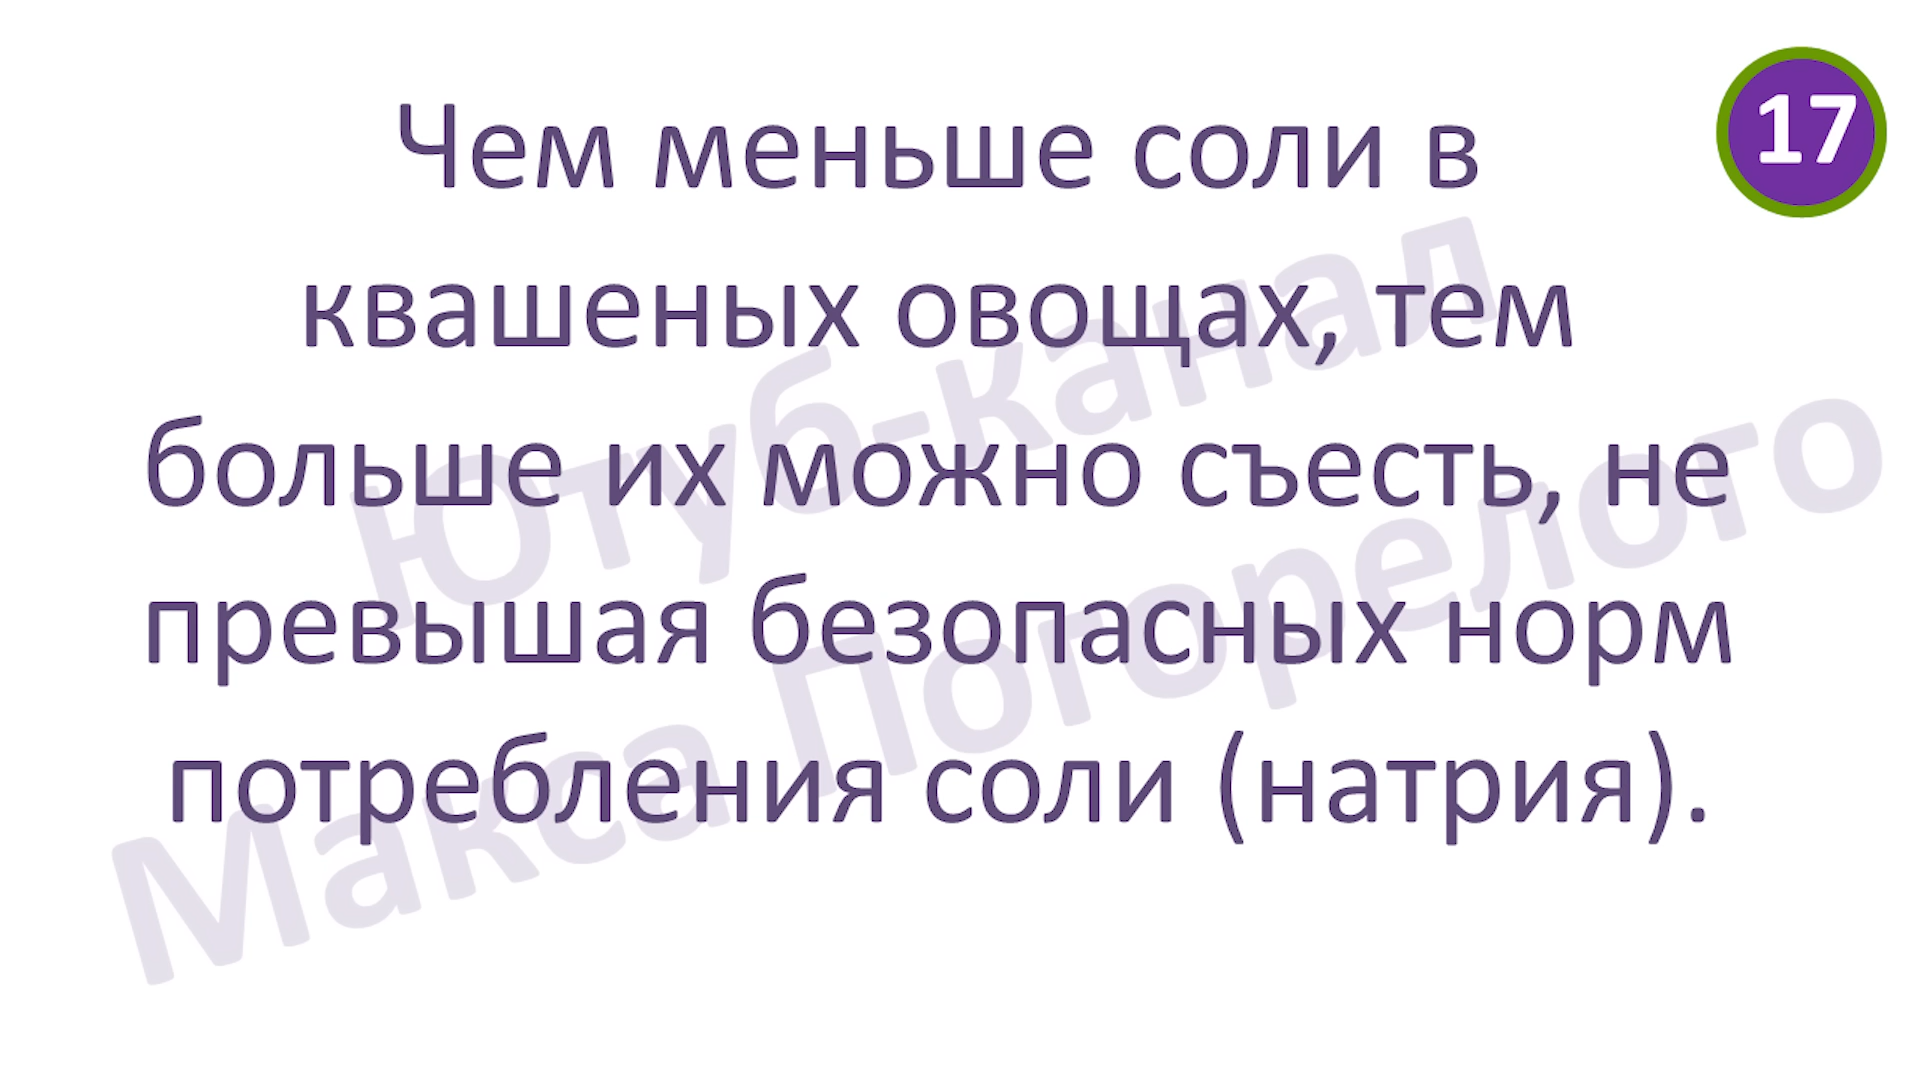 17
Чем меньше соли в
квашеных овощах, тем
больше их можно съесть, не
превышая безопасных норм
потребления соли (натрия).
Ютуб-канал
Макса Погорелого